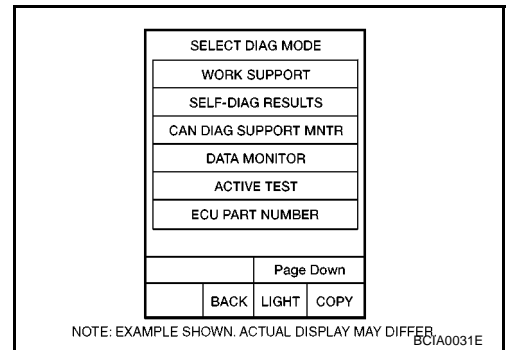 SELECT DIAG MODE
WORK SUPPORT
SELF-DIAG RESULTS
CAN DIAG SUPPORT MNTR
DATA MONITOR
ACTIVE TEST
ECU PART NUMBER
Page Down
BACK LIGHT COPY
NOTE: EXAMPLE SHOWN. ACTUAL DISPLAY MAY DIFFER.
BCIA0031E